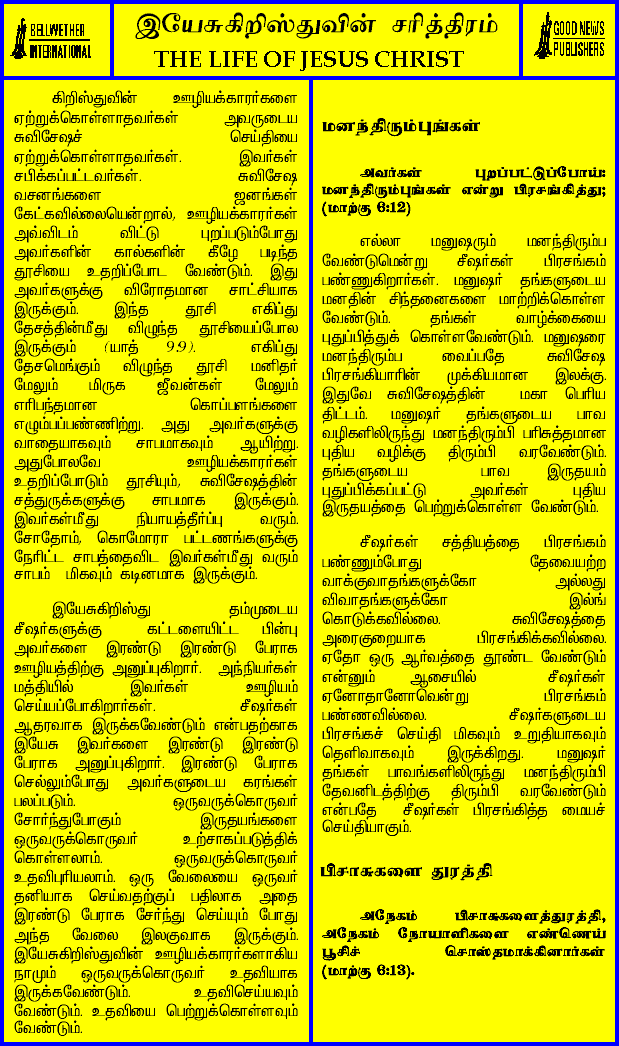 BELLWETHER
INTERNATIONAL
இயேசுகிறிஸ்துவின் சரித்திரம்
THE LIFE OF JESUS CHRIST
GOOD NEWS
PUBLISHERS
கிறிஸ்துவின் ஊழியக்காரர்களை
ஏற்றுக்கொள்ளாதவர்கள் அவருடைய
சுவிசேஷச் செய்தியை
ஏற்றுக்கொள்ளாதவர்கள். இவர்கள்
சபிக்கப்பட்டவர்கள். சுவிசேஷ
வசனங்களை ஜனங்கள்
கேட்கவில்லையென்றால், ஊழியக்காரர்கள்
அவ்விடம் விட்டு புறப்படும்போது
அவர்களின் கால்களின் கீழே படிந்த
தூசியை உதறிப்போட வேண்டும். இது
அவர்களுக்கு விரோதமான சாட்சியாக
இருக்கும். இந்த தூசி எகிப்து
தேசத்தின்மீது விழுந்த தூசியைப்போல
இருக்கும் (யாத் 9:9). எகிப்து
தேசமெங்கும் விழுந்த தூசி மனிதர்
மேலும் மிருக ஜீவன்கள் மேலும்
எரிபந்தமான கொப்பளங்களை
எழும்பப்பண்ணிற்று. அது அவர்களுக்கு
வாதையாகவும் சாபமாகவும் ஆயிற்று.
அதுபோலவே ஊழியக்காரர்கள்
உதறிப்போடும் தூசியும், சுவிசேஷத்தின்
சத்துருக்களுக்கு சாபமாக இருக்கும்.
இவர்கள்மீது நியாயத்தீர்ப்பு வரும்.
சோதோம், கொமோரா பட்டணங்களுக்கு
நேரிட்ட சாபத்தைவிட இவர்கள்மீது வரும்
சாபம் மிகவும் கடினமாக இருக்கும்.
இயேசுகிறிஸ்து தம்முடைய
சீஷர்களுக்கு கட்டளையிட்ட பின்பு
அவர்களை இரண்டு இரண்டு பேராக
ஊழியத்திற்கு அனுப்புகிறார். அந்நியர்கள்
மத்தியில் இவர்கள் ஊழியம்
செய்யப்போகிறார்கள். சீஷர்கள்
ஆதரவாக இருக்கவேண்டும் என்பதற்காக
இயேசு இவர்களை இரண்டு இரண்டு
பேராக அனுப்புகிறார். இரண்டு பேராக
செல்லும்போது அவர்களுடைய கரங்கள்
பலப்படும். ஒருவருக்கொருவர்
சோர்ந்துபோகும் இருதயங்களை
ஒருவருக்கொருவர் உற்சாகப்படுத்திக்
கொள்ளலாம். ஒருவருக்கொருவர்
உதவிபுரியலாம். ஒரு வேலையை ஒருவர்
தனியாக செய்வதற்குப் பதிலாக அதை
இரண்டு பேராக சேர்ந்து செய்யும் போது
அந்த வேலை இலகுவாக இருக்கும்.
இயேசுகிறிஸ்துவின் ஊழியக்காரர்களாகிய
நாமும் ஒருவருக்கொருவர் உதவியாக
இருக்கவேண்டும். உதவிசெய்யவும்
வேண்டும். உதவியை பெற்றுக்கொள்ளவும்
வேண்டும்.
மனந்திரும்புங்கள்
அவர்கள் புறப்பட்டுப்போய்:
மனந்திரும்புங்கள் என்று பிரசங்கித்து;
(மாற்கு 6:12)
எல்லா மனுஷரும் மனந்திரும்ப
வேண்டுமென்று சீஷர்கள் பிரசங்கம்
பண்ணுகிறார்கள். மனுஷர் தங்களுடைய
மனதின் சிந்தனைகளை மாற்றிக்கொள்ள
வேண்டும். தங்கள் வாழ்க்கையை
புதுப்பித்துக் கொள்ளவேண்டும். மனுஷரை
மனந்திரும்ப வைப்பதே சுவிசேஷ
பிரசங்கியாரின் முக்கியமான இலக்கு.
இதுவே சுவிசேஷத்தின் மகா பெரிய
திட்டம். மனுஷர் தங்களுடைய பாவ
வழிகளிலிருந்து மனந்திரும்பி பரிசுத்தமான
புதிய வழிக்கு திரும்பி வரவேண்டும்.
தங்களுடைய பாவ இருதயம்
புதுப்பிக்கப்பட்டு அவர்கள் புதிய
இருதயத்தை பெற்றுக்கொள்ள வேண்டும்.
சீஷர்கள் சத்தியத்தை பிரசங்கம்
பண்ணும்போது தேவையற்ற
வாக்குவாதங்களுக்கோ அல்லது
விவாதங்களுக்கோ இல்ங்
கொடுக்கவில்லை. சுவிசேஷத்தை
அரைகுறையாக பிரசங்கிக்கவில்லை.
ஏதோ ஒரு ஆர்வத்தை தூண்ட வேண்டும்
என்னும் ஆசையில் சீஷர்கள்
ஏனோதானோவென்று பிரசங்கம்
பண்ணவில்லை. சீஷர்களுடைய
பிரசங்கச் செய்தி மிகவும் உறுதியாகவும்
தெளிவாகவும் இருக்கிறது. மனுஷர்
தங்கள் பாவங்களிலிருந்து மனந்திரும்பி
தேவனிடத்திற்கு திரும்பி வரவேண்டும்
என்பதே சீஷர்கள் பிரசங்கித்த மையச்
செய்தியாகும்.
பிசாசுகளை துரத்தி
அநேகம் பிசாசுகளைத்துரத்தி,
அநேகம் நோயாளிகளை எண்ணெய்
பூசிச் சொஸ்தமாக்கினார்கள்
(மாற்கு 6:13).